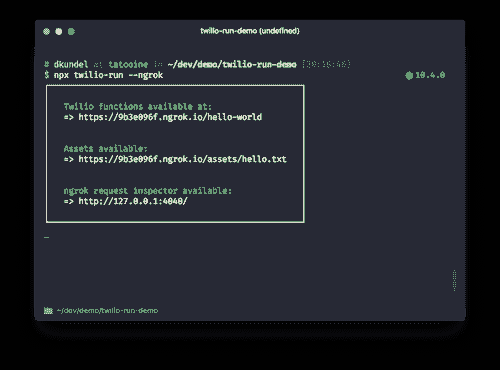 twilio-run-demo (undefined)
# dkundel at tatooine in ~/dev/demo/twilio-run-demo [20:16:48]
$ npx twilio-run --ngrok
10.4.0
Twilio functions available at:
=> https://9b3e096f.ngrok.io/hello-world
Assets available:
=> https://9b3e096f.ngrok.io/assets/hello.txt
ngrok request inspector available:
=> http://127.0.0.1:4040/
~/dev/demo/twilio-run-demo